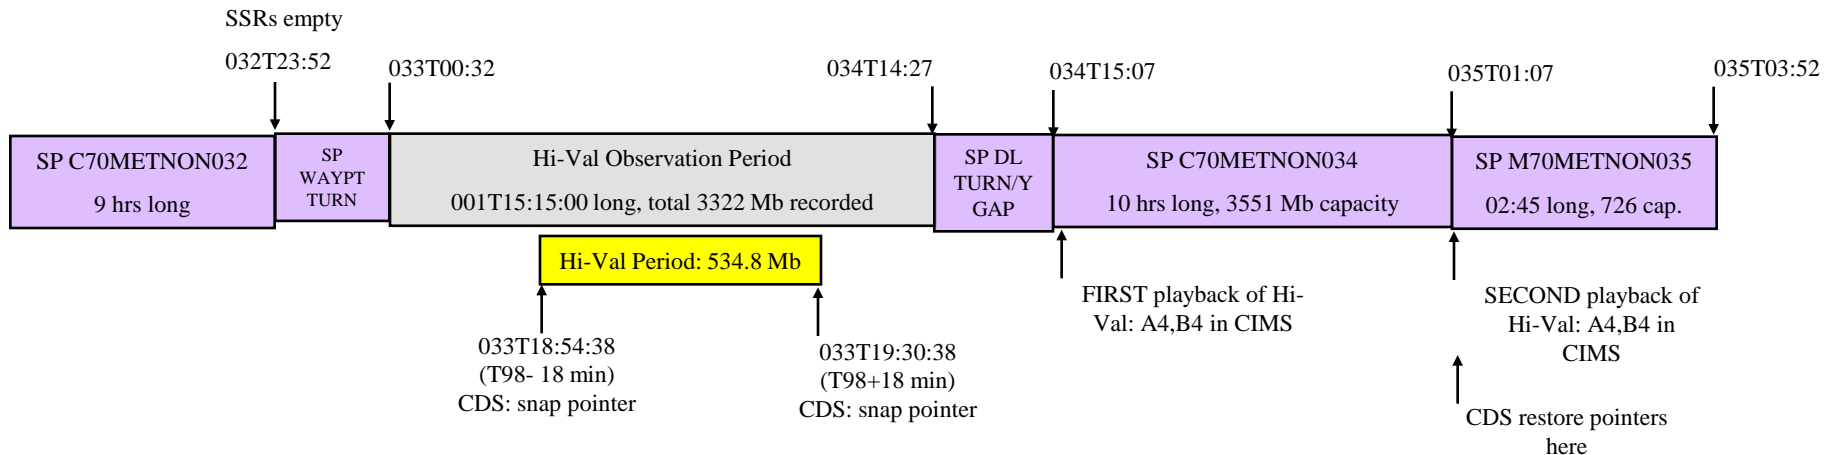 SSRs empty
032T23:52
033T00:32
034T14:27
034T15:07
035T01:07
035T03:52
SP C70METNON032
9 hrs long
SP
WAYPT
TURN
Hi-Val Observation Period
001T15:15:00 long, total 3322 Mb recorded
SP DL
TURN/Y
GAP
SP C70METNON034
10 hrs long, 3551 Mb capacity
SP M70METNON035
02:45 long, 726 cap.
Hi-Val Period: 534.8 Mb
033T18:54:38
(T98- 18 min)
CDS: snap pointer
033T19:30:38
(T98+18 min)
CDS: snap pointer
FIRST playback of Hi-
Val: A4,B4 in CIMS
SECOND playback of
Hi-Val: A4,B4 in
CIMS
CDS restore pointers
here